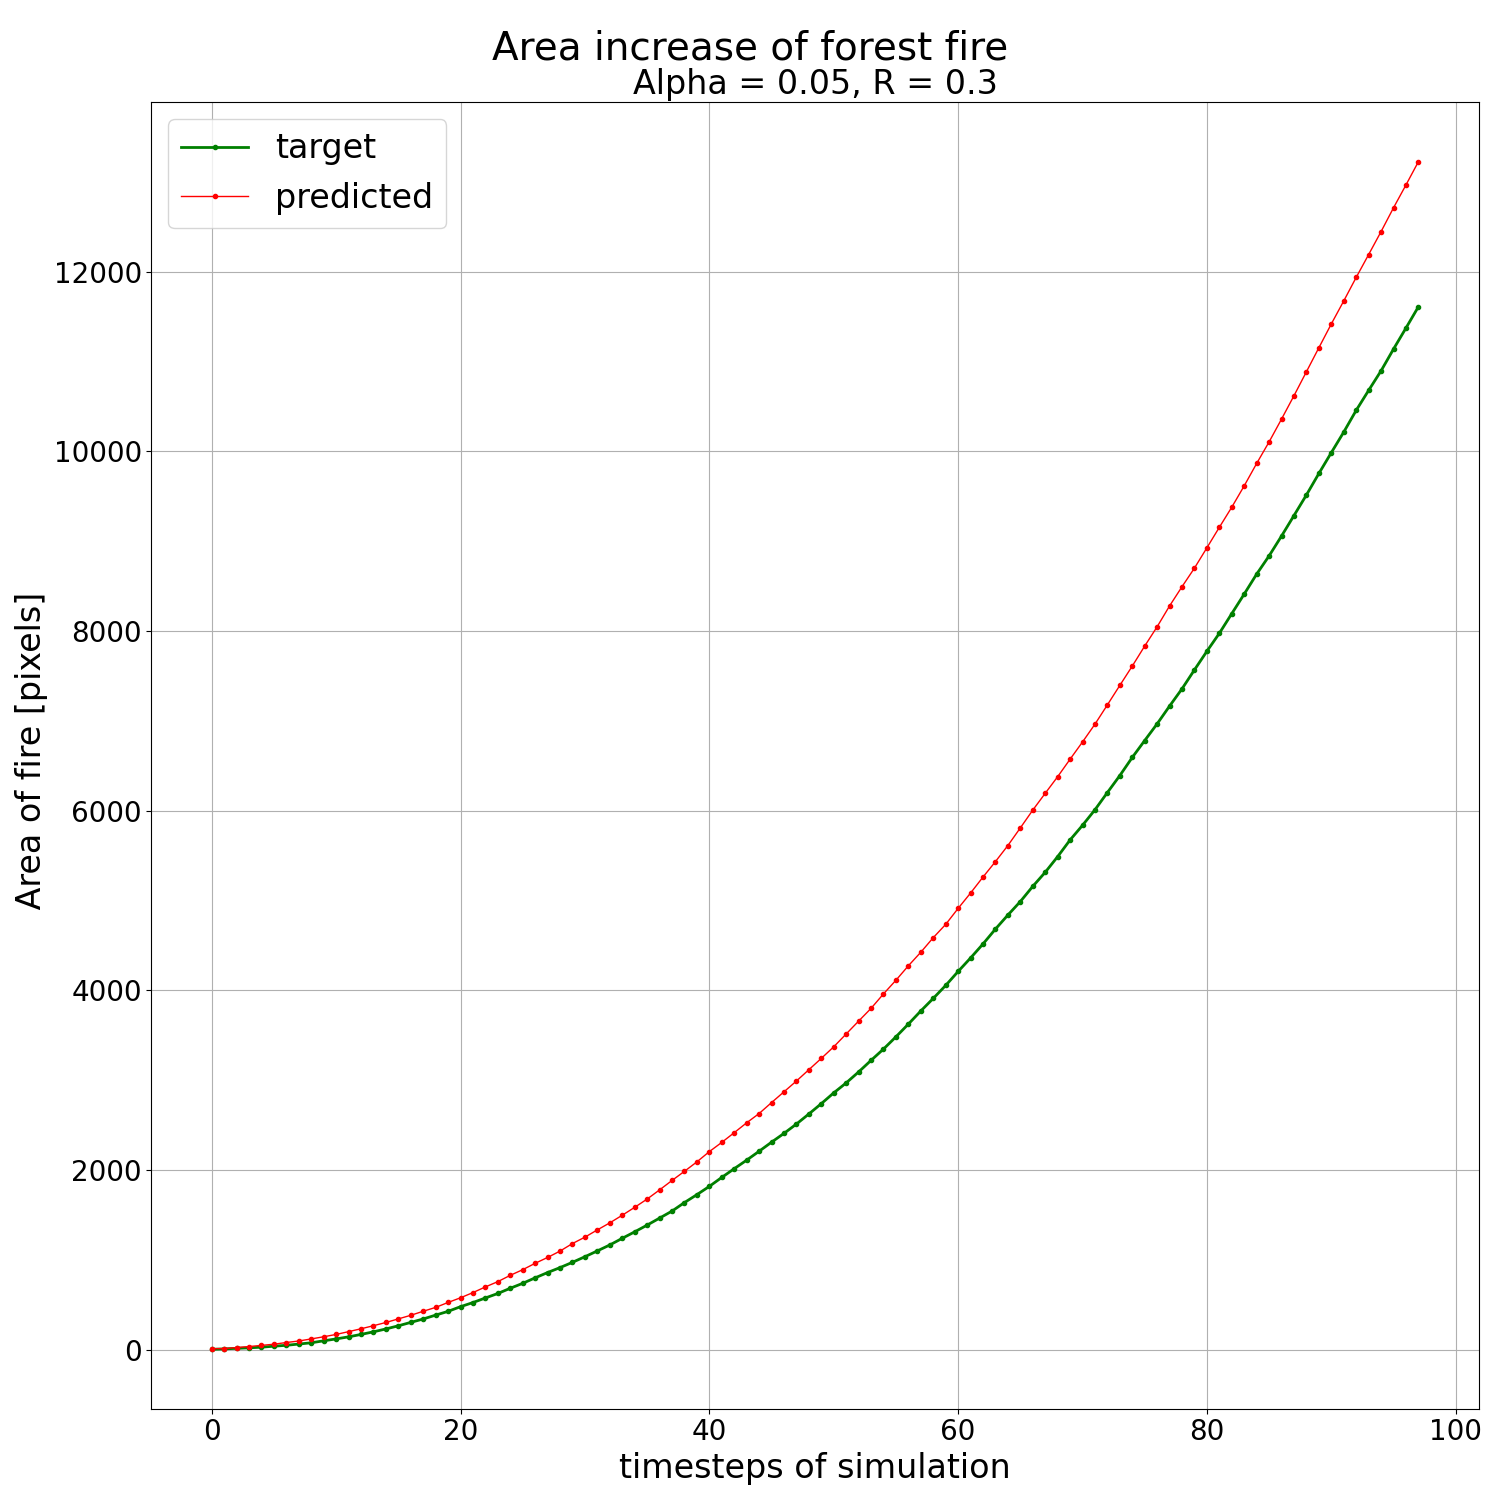 Area increase of forest fire
Alpha = 0.05, R = 0.3
target
predicted
12000
10000
8000
6000
4000
2000
0
Area of fire [pixels]
0 20 40 60 80 100
timesteps of simulation